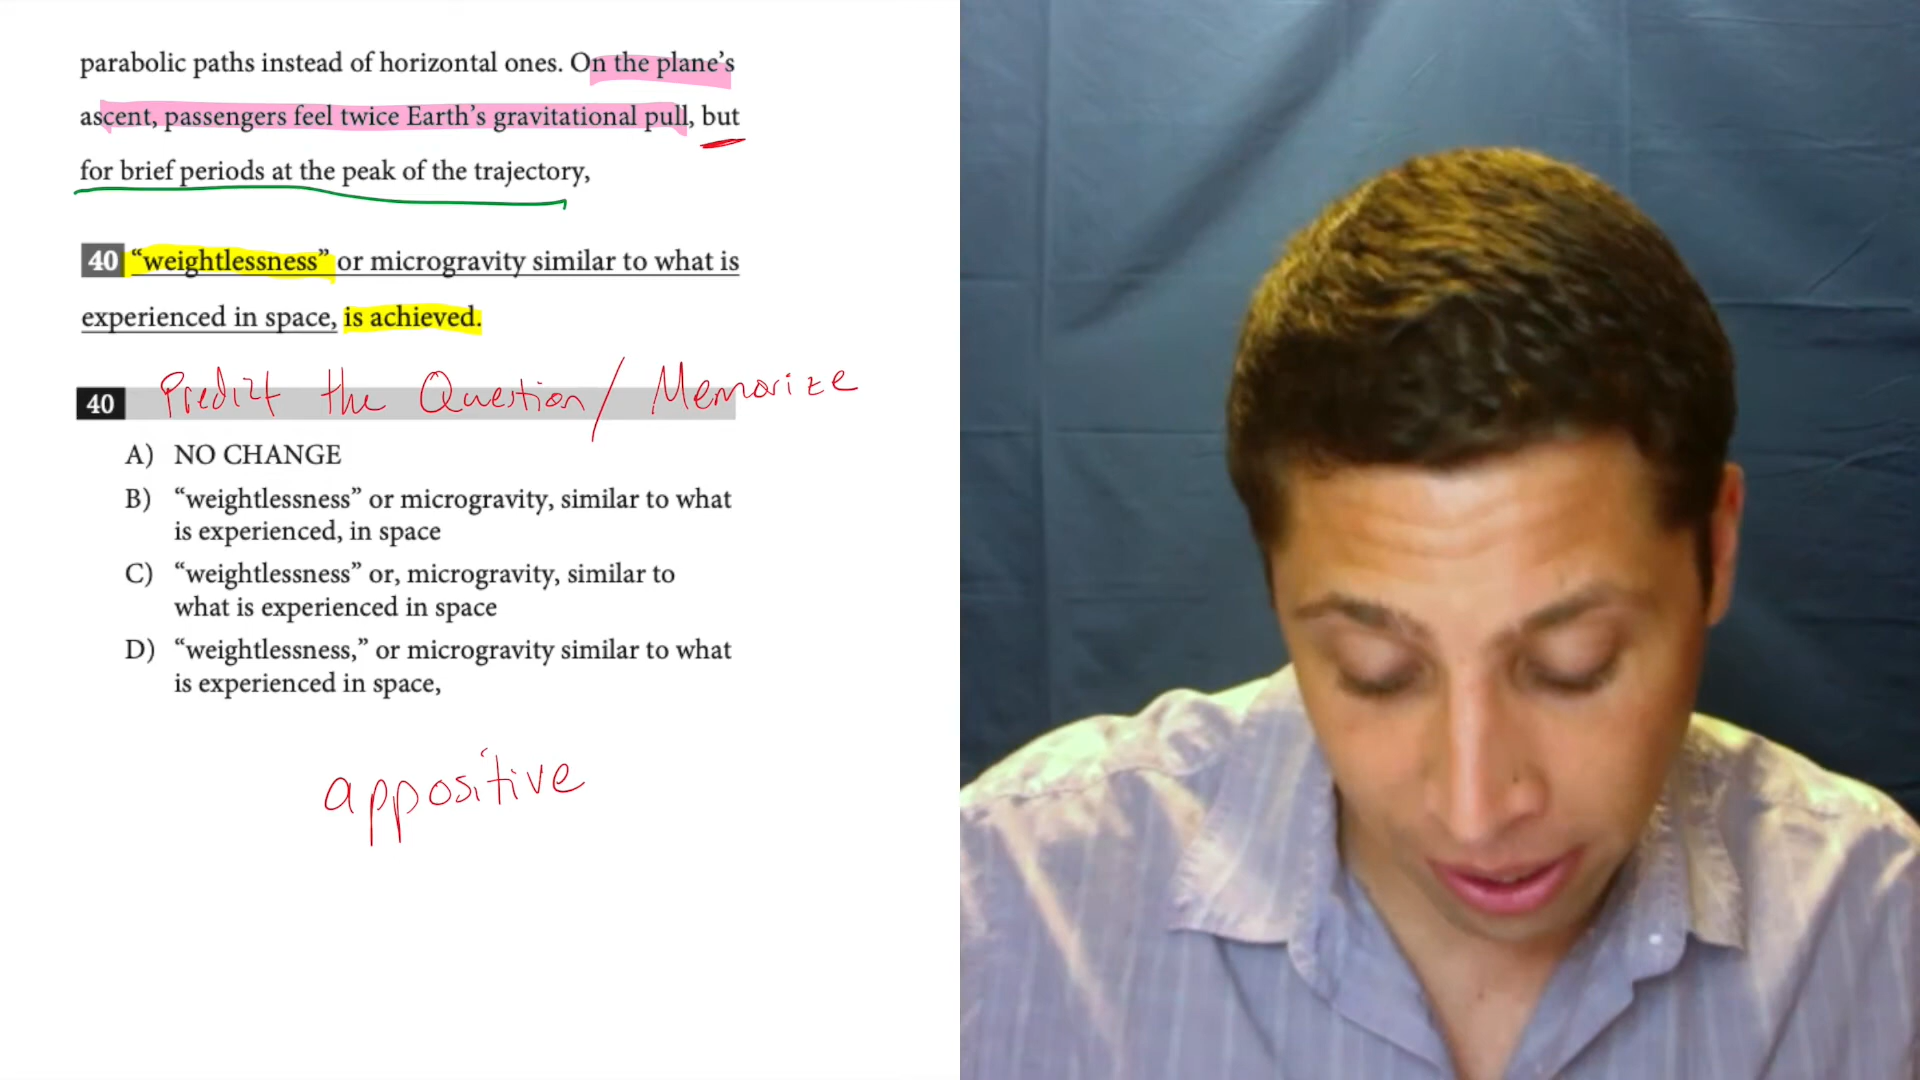 parabolic paths instead of horizontal ones. On the plane’s
ascent, passengers feel twice Earth’s gravitational pull, but
for brief periods at the peak of the trajectory,
40 “weightlessness” or microgravity similar to what is
experienced in space, is achieved.
40 Predict the Question / Memorize
A) NO CHANGE
B) “weightlessness” or microgravity, similar to what
is experienced, in space
C) “weightlessness” or, microgravity, similar to
what is experienced in space
D) “weightlessness,” or microgravity similar to what
is experienced in space,
appositive